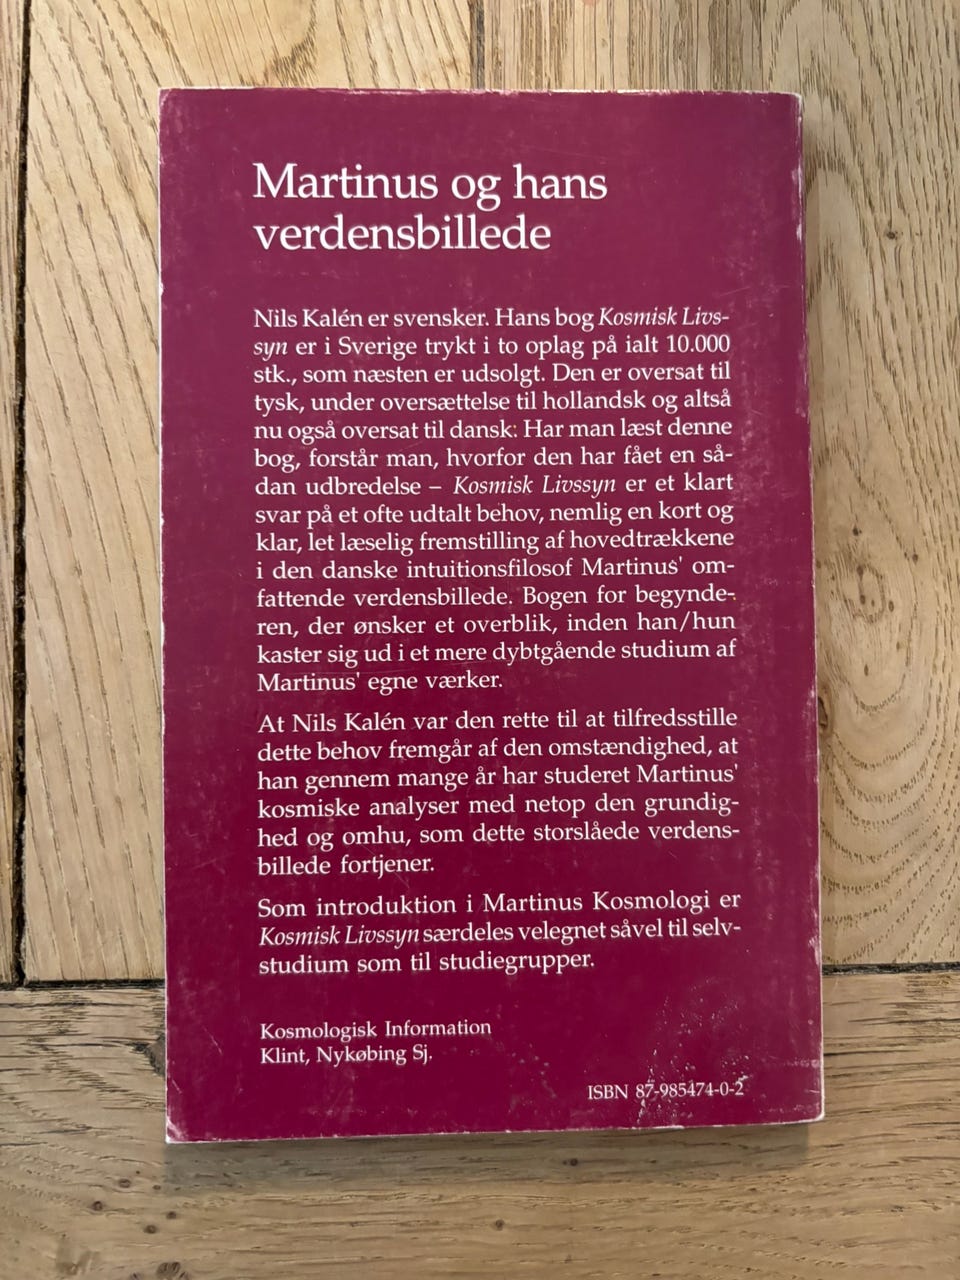 Martinus og hans
verdensbillede
Nils Kalén er svensker. Hans bog Kosmisk Livs-
syn er i Sverige trykt i to oplag på ialt 10.000
stk., som næsten er udsolgt. Den er oversat til
tysk, under oversættelse til hollandsk og altså
nu også oversat til dansk: Har man læst denne
bog, forstår man, hvorfor den har fået en så-
dan udbredelse – Kosmisk Livssyn er et klart
svar på et ofte udtalt behov, nemlig en kort og
klar, let læselig fremstilling af hovedtrækkene
i den danske intuitionsfilosof Martinus' om-
fattende verdensbillede. Bogen for begynde-
ren, der ønsker et overblik, inden han/hun
kaster sig ud i et mere dybtgående studium af
Martinus' egne værker.
At Nils Kalén var den rette til at tilfredsstille
dette behov fremgår af den omstændighed, at
han gennem mange år har studeret Martinus'
kosmiske analyser med netop den grundig-
hed og omhu, som dette storslåede verdens-
billede fortjener.
Som introduktion i Martinus Kosmologi er
Kosmisk Livssyn særdeles velegnet såvel til selv-
studium som til studiegrupper.
Kosmologisk Information
Klint, Nykøbing Sj.
ISBN 87-985474-0-2